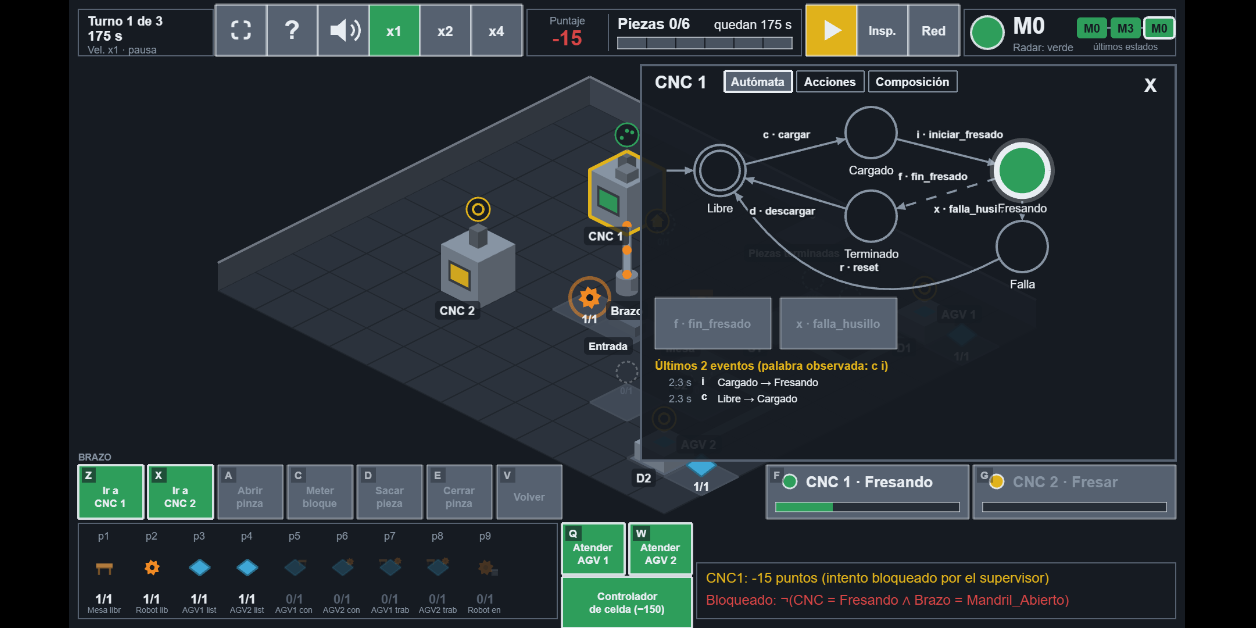 Turno 1 de 3
175 s
Vel. x1 · pausa
?
x1
x2
x4
Puntaje
-15
Piezas 0/6
quedan 175 s
Insp.
Red
M0
Radar: verde
M0
M3
M0
últimos estados
CNC 1
Autómata
Acciones
Composición
X
c · cargar
i · iniciar_fresado
Cargado
f · fin_fresado
Libre
d · descargar
x · falla_husi
Fresando
Terminado
r · reset
Falla
f · fin_fresado
x · falla_husillo
Últimos 2 eventos (palabra observada: c i)
2.3 s i Cargado → Fresando
2.3 s c Libre → Cargado
CNC 1
CNC 2
1/1
Brazo
Entrada
Piezas terminadas
AGV 1
1/1
AGV 2
D2
1/1
BRAZO
Z
Ir a
CNC 1
X
Ir a
CNC 2
A
Abrir
pinza
C
Meter
bloque
D
Sacar
pieza
E
Cerrar
pinza
V
Volver
F
CNC 1 · Fresando
G
CNC 2 · Fresar
p1
p2
p3
p4
p5
p6
p7
p8
p9
1/1
1/1
1/1
1/1
0/1
0/1
0/1
0/1
0/1
Mesa libr
Robot lib
AGV1 list
AGV2 list
AGV1 con
AGV2 con
AGV1 trab
AGV2 trab
Robot en
Q
Atender
AGV 1
W
Atender
AGV 2
Controlador
de celda (−150)
CNC1: -15 puntos (intento bloqueado por el supervisor)
Bloqueado: ¬(CNC = Fresando ∧ Brazo = Mandril_Abierto)